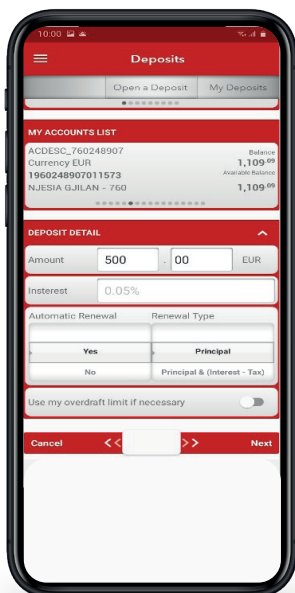 10:00
Deposits
Open a Deposit My Deposits
MY ACCOUNTS LIST
ACDESC_760248907 Balance
Currency EUR 1,109.09
1960248907011573 Available Balance
NJESIA GJILAN - 760 1,109.09
DEPOSIT DETAIL
Amount 500 . 00 EUR
Insterest 0.05%
Automatic Renewal Renewal Type
Yes Principal
No Principal & (Interest - Tax)
Use my overdraft limit if necessary
Cancel << >> Next